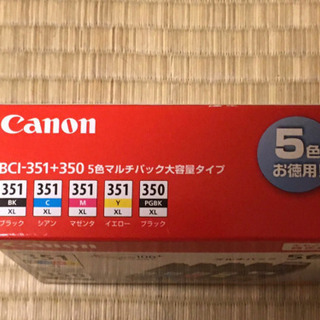 Canon
5色
お徳用
BCI-351+350 5色マルチパック大容量タイプ
351 351 351 351 350
BK C M Y PGBK
XL XL XL XL XL
ブラック シアン マゼンタ イエロー ブラック